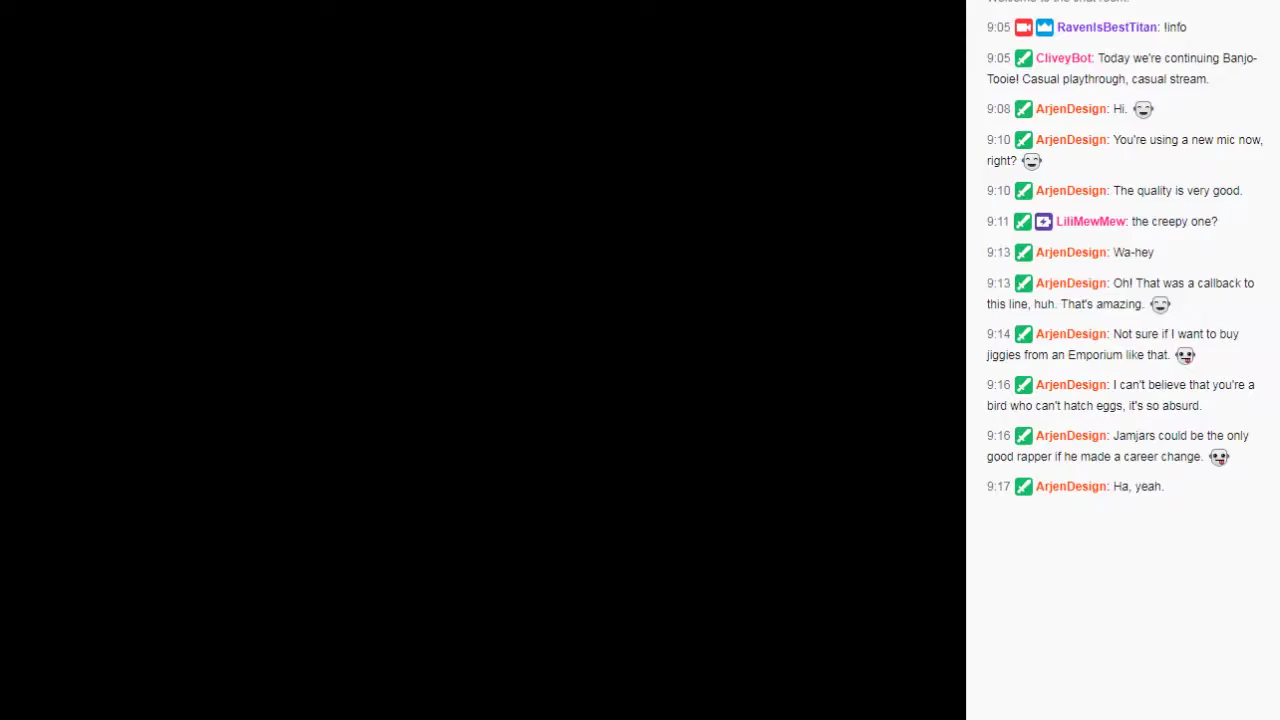 Welcome to the chat room!
9:05 RavenIsBestTitan: !info
9:05 CliveyBot: Today we're continuing Banjo-
Tooie! Casual playthrough, casual stream.
9:08 ArjenDesign: Hi.
9:10 ArjenDesign: You're using a new mic now,
right?
9:10 ArjenDesign: The quality is very good.
9:11 LiliMewMew: the creepy one?
9:13 ArjenDesign: Wa-hey
9:13 ArjenDesign: Oh! That was a callback to
this line, huh. That's amazing.
9:14 ArjenDesign: Not sure if I want to buy
jiggies from an Emporium like that.
9:16 ArjenDesign: I can't believe that you're a
bird who can't hatch eggs, it's so absurd.
9:16 ArjenDesign: Jamjars could be the only
good rapper if he made a career change.
9:17 ArjenDesign: Ha, yeah.